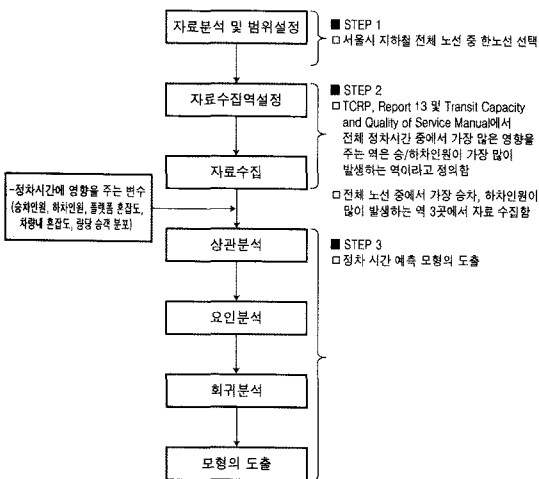 자료분석 및 범위설정
■ STEP 1
□ 서울시 지하철 전체 노선 중 한노선 선택
자료수집역설정
■ STEP 2
□ TCRP, Report 13 및 Transit Capacity
and Quality of Service Manual에서
전체 정차시간 중에서 가장 많은 영향을
주는 역은 승/하차인원이 가장 많이
발생하는 역이라고 정의함
자료수집
□ 전체 노선 중에서 가장 승차, 하차인원이
많이 발생하는 역 3곳에서 자료 수집함
-정차시간에 영향을 주는 변수
(승차인원, 하차인원, 플랫폼 혼잡도,
차량내 혼잡도, 량당 승객 분포)
상관분석
■ STEP 3
□ 정차 시간 예측 모형의 도출
요인분석
회귀분석
모형의 도출